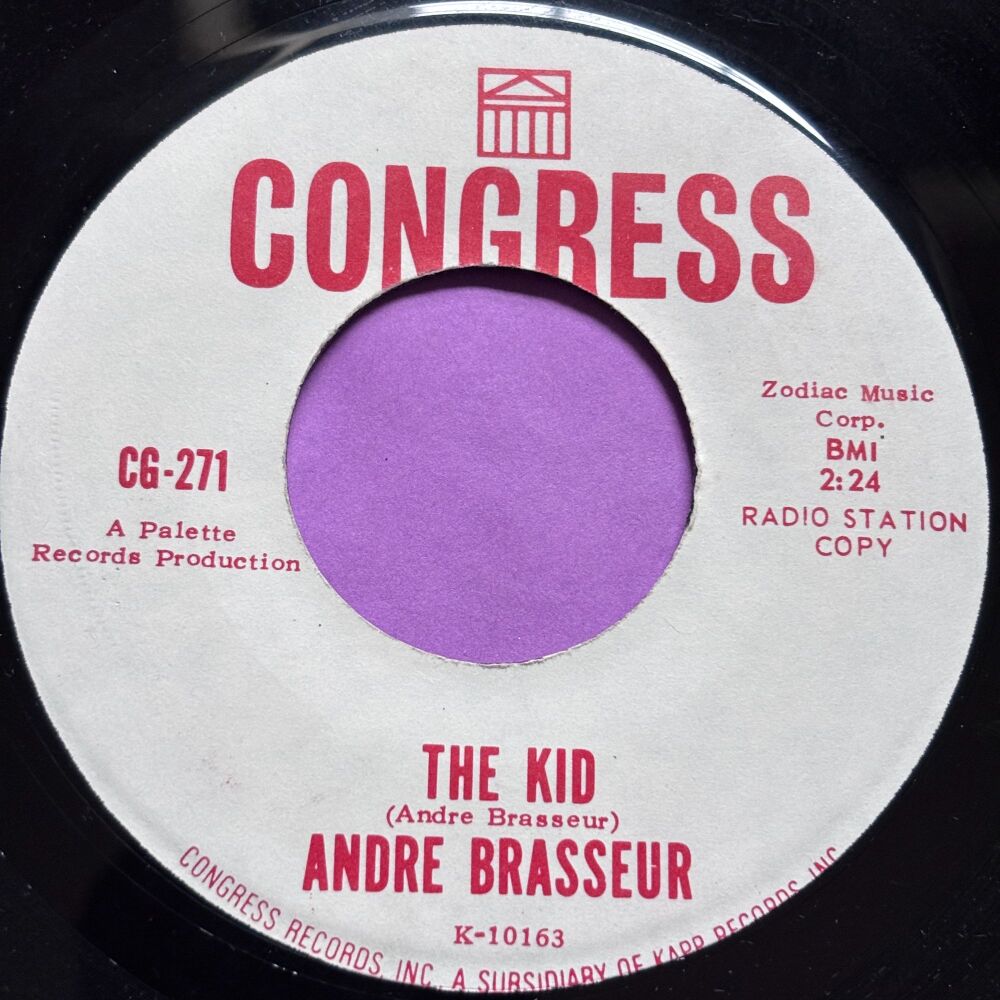 CONGRESS
Zodiac Music
Corp.
BMI
2:24
RADIO STATION
COPY
CG-271
A Palette
Records Production
THE KID
(Andre Brasseur)
ANDRE BRASSEUR
K-10163
CONGRESS RECORDS, INC. A SUBSIDIARY OF KAPP RECORDS INC.